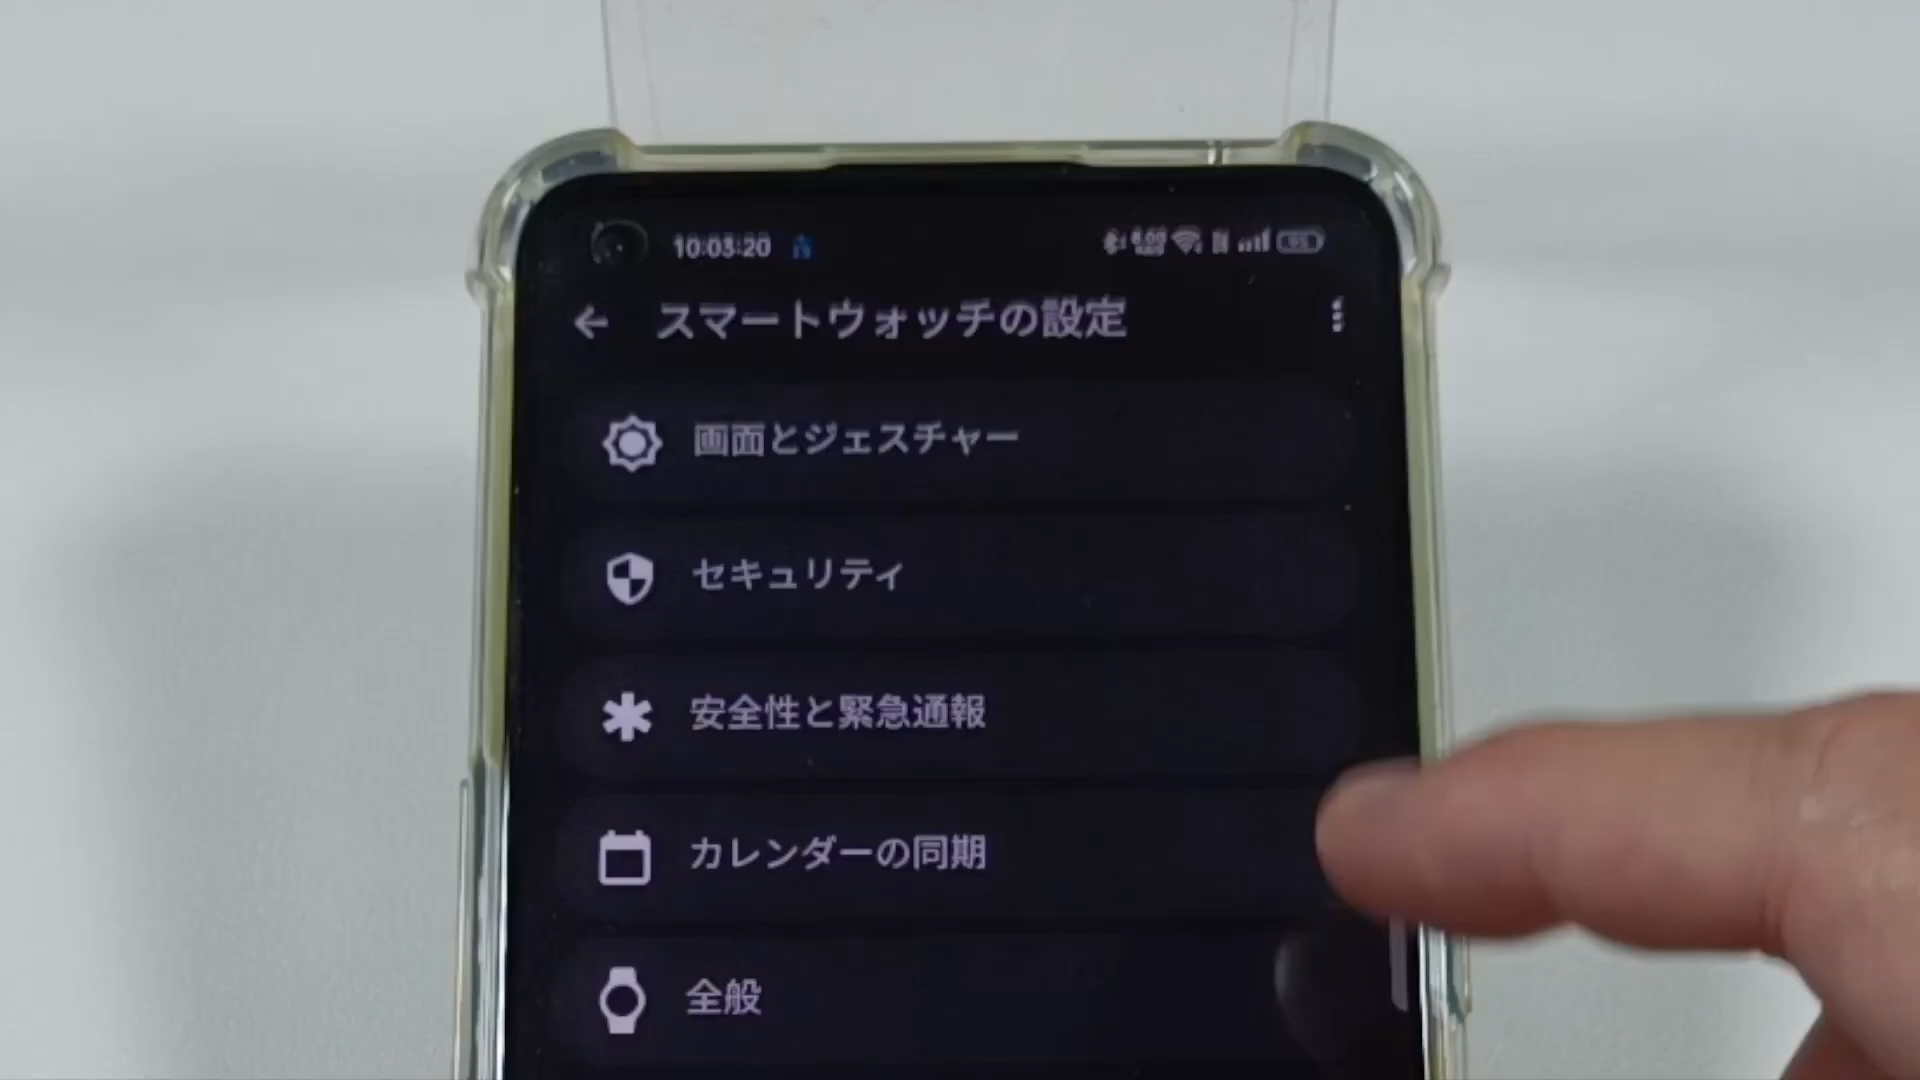 10:03:20
スマートウォッチの設定
画面とジェスチャー
セキュリティ
安全性と緊急通報
カレンダーの同期
全般